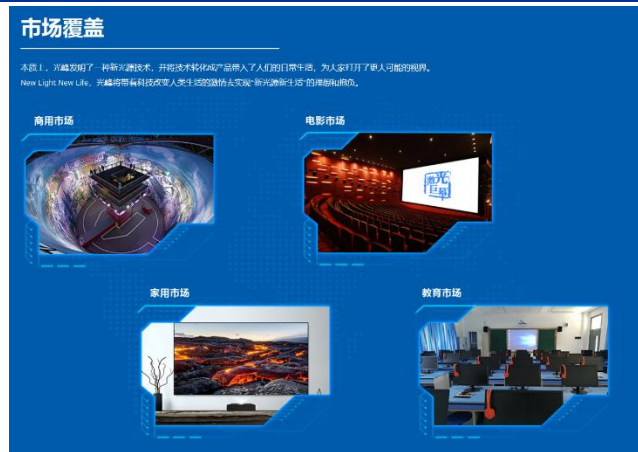 市场覆盖
本质上，光峰发明了一种新光源技术，并将技术转化成产品带入了人们的日常生活，为大家打开了更大可能的视界。
New Light New Life，光峰将带着科技改变人类生活的激情去实现“新光源新生活”的理想和抱负。
商用市场
电影市场
激光
巨幕
家用市场
教育市场